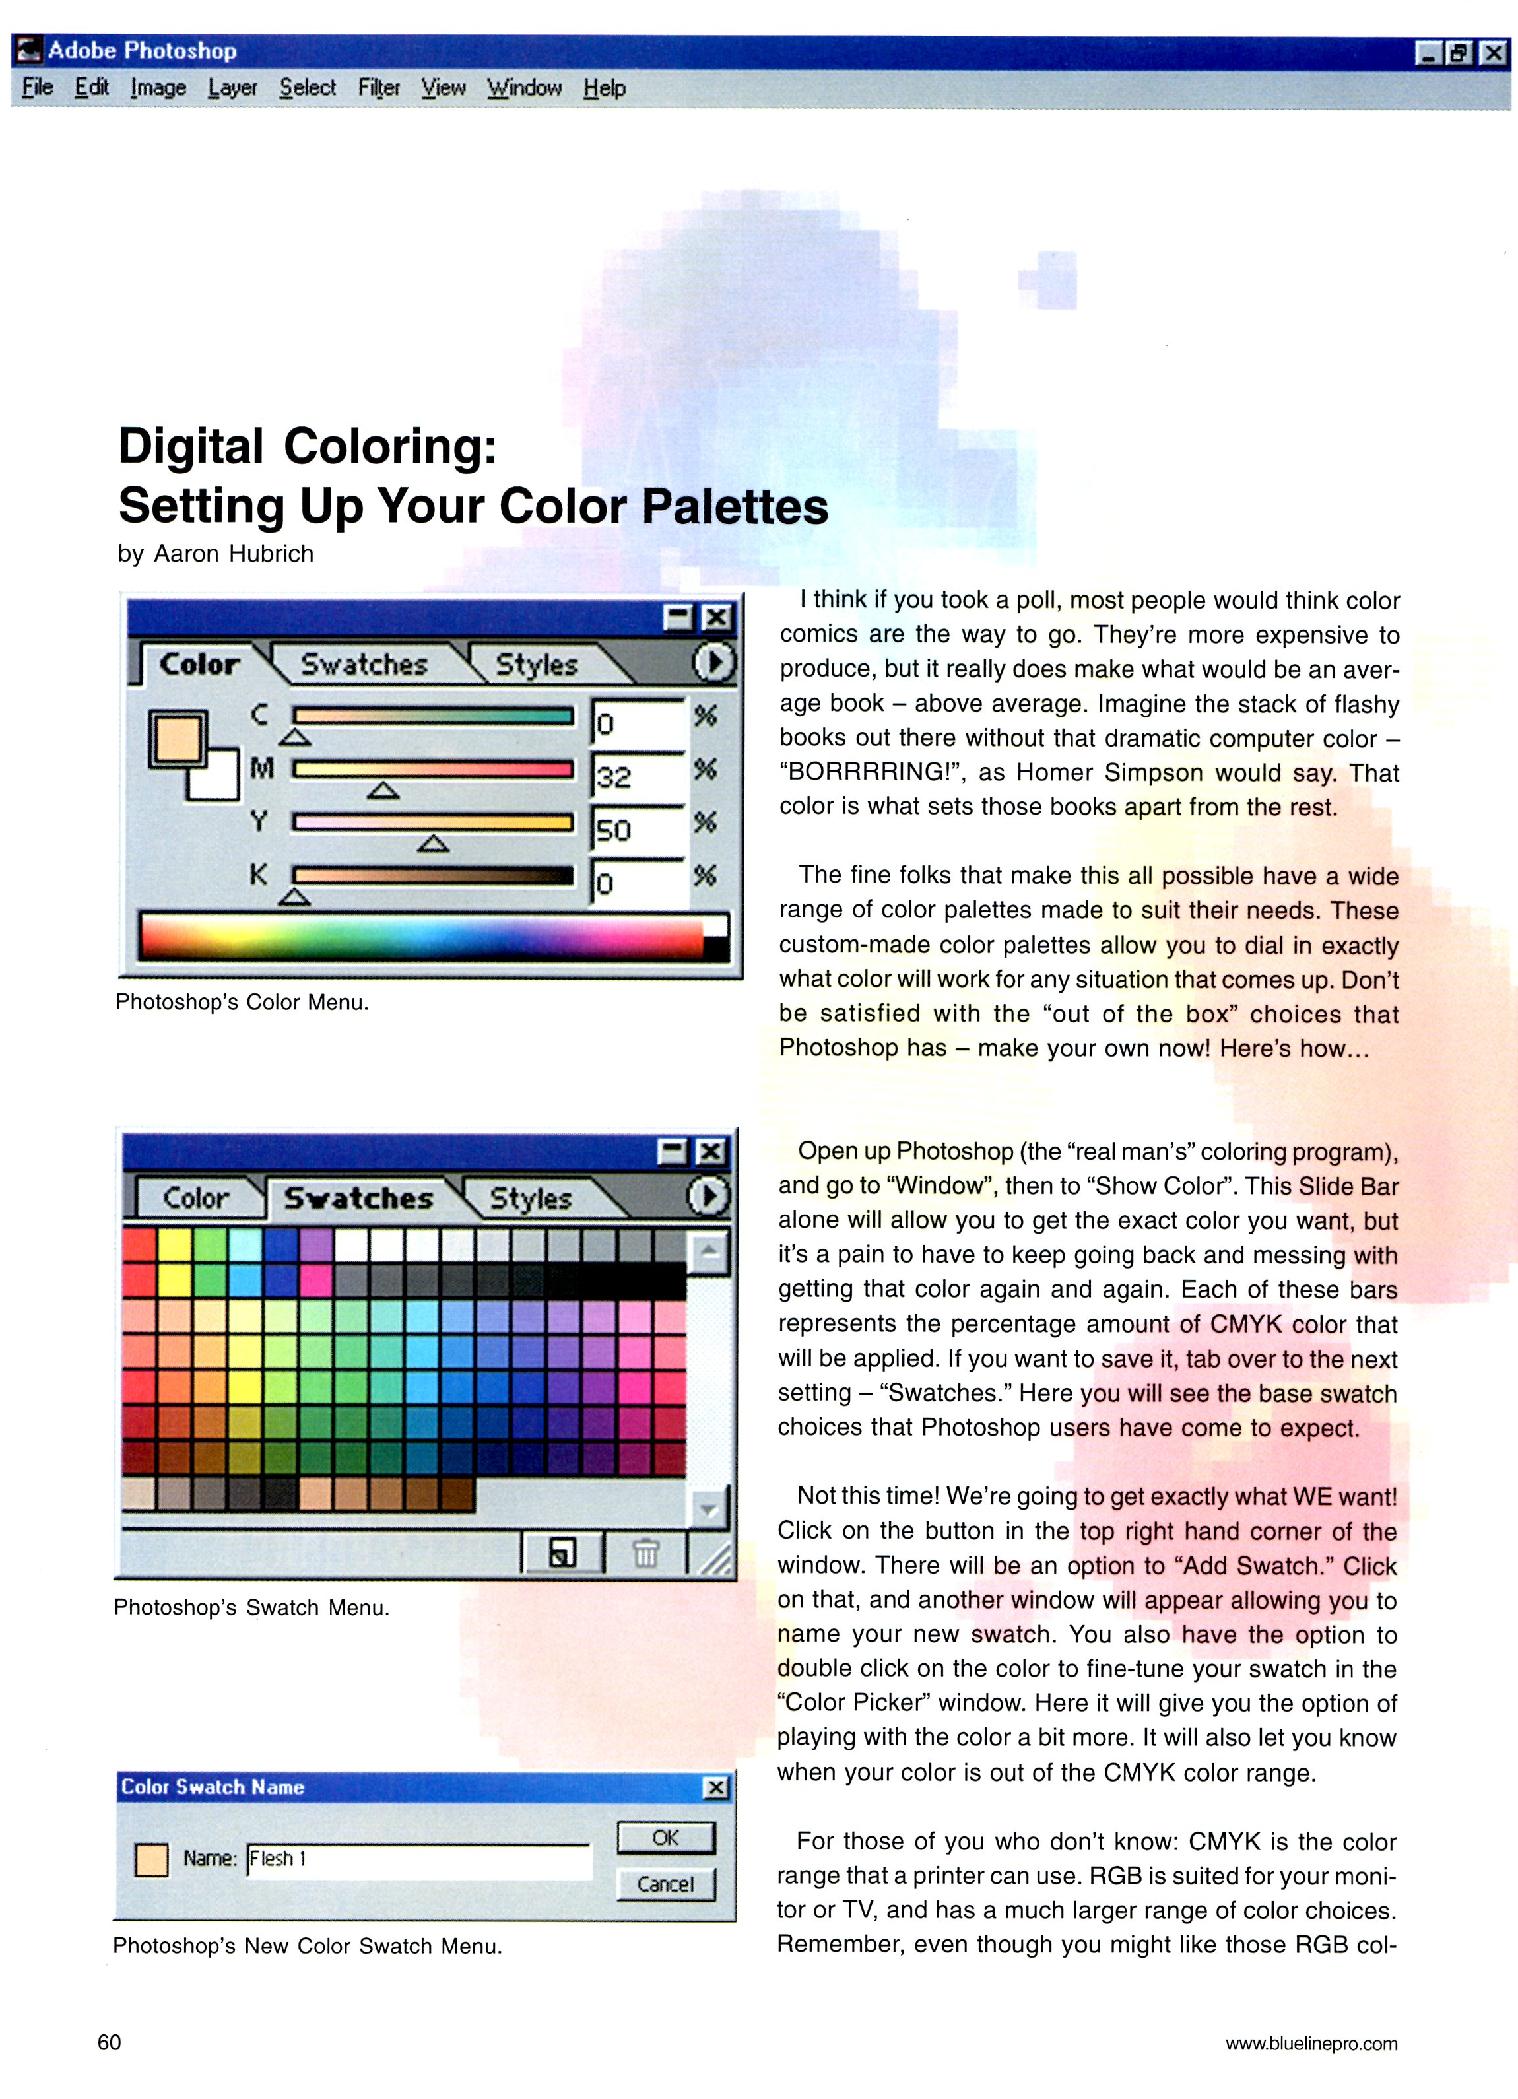 Adobe Photoshop
File Edit Image Layer Select Filter View Window Help
Digital Coloring:
Setting Up Your Color Palettes
by Aaron Hubrich
Color Swatches Styles
C 0 %
M 32 %
Y 50 %
K 0 %
Photoshop's Color Menu.
Color Swatches Styles
Photoshop's Swatch Menu.
Color Swatch Name
Name: Flesh 1
OK
Cancel
Photoshop's New Color Swatch Menu.
I think if you took a poll, most people would think color
comics are the way to go. They're more expensive to
produce, but it really does make what would be an aver-
age book – above average. Imagine the stack of flashy
books out there without that dramatic computer color –
“BORRRRING!”, as Homer Simpson would say. That
color is what sets those books apart from the rest.
The fine folks that make this all possible have a wide
range of color palettes made to suit their needs. These
custom-made color palettes allow you to dial in exactly
what color will work for any situation that comes up. Don't
be satisfied with the “out of the box” choices that
Photoshop has – make your own now! Here's how...
Open up Photoshop (the “real man's” coloring program),
and go to “Window”, then to “Show Color”. This Slide Bar
alone will allow you to get the exact color you want, but
it's a pain to have to keep going back and messing with
getting that color again and again. Each of these bars
represents the percentage amount of CMYK color that
will be applied. If you want to save it, tab over to the next
setting – “Swatches.” Here you will see the base swatch
choices that Photoshop users have come to expect.
Not this time! We're going to get exactly what WE want!
Click on the button in the top right hand corner of the
window. There will be an option to “Add Swatch.” Click
on that, and another window will appear allowing you to
name your new swatch. You also have the option to
double click on the color to fine-tune your swatch in the
“Color Picker” window. Here it will give you the option of
playing with the color a bit more. It will also let you know
when your color is out of the CMYK color range.
For those of you who don't know: CMYK is the color
range that a printer can use. RGB is suited for your moni-
tor or TV, and has a much larger range of color choices.
Remember, even though you might like those RGB col-
60
www.bluelinepro.com